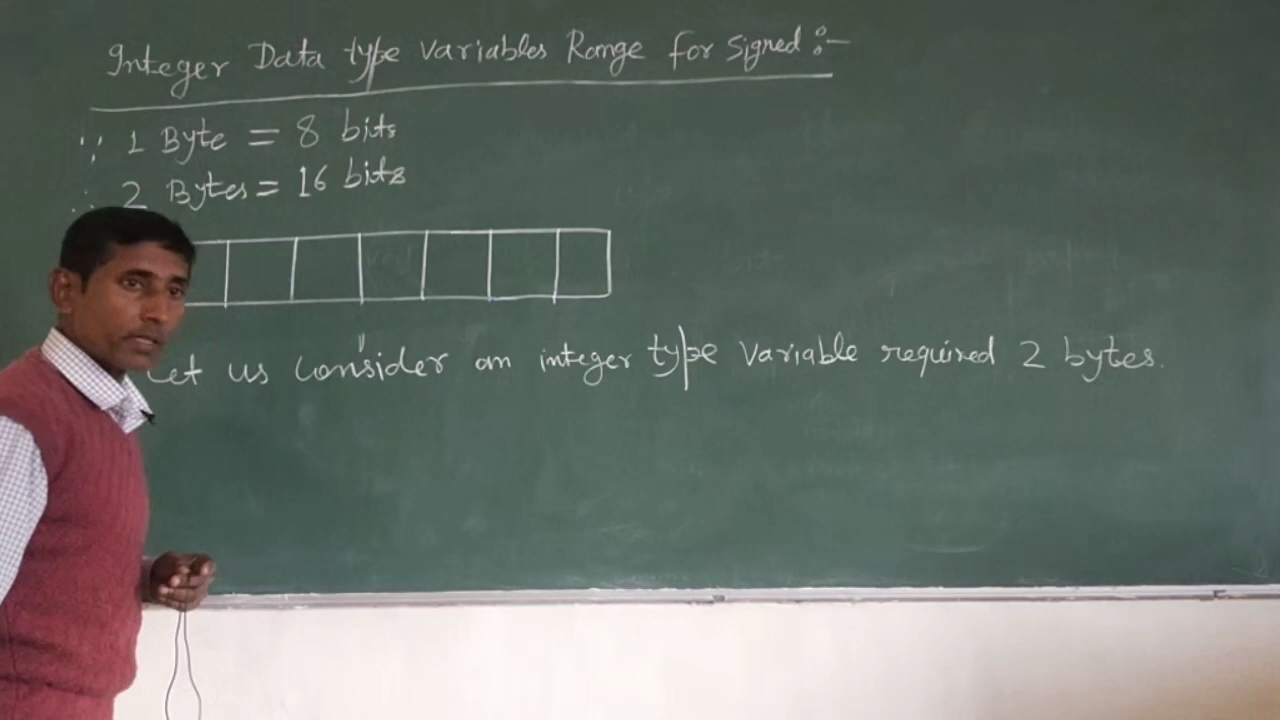 Integer Data type variables Range for Signed :-
∵ 1 Byte = 8 bits
∴ 2 Bytes = 16 bits
Let us consider an integer type variable required 2 bytes.